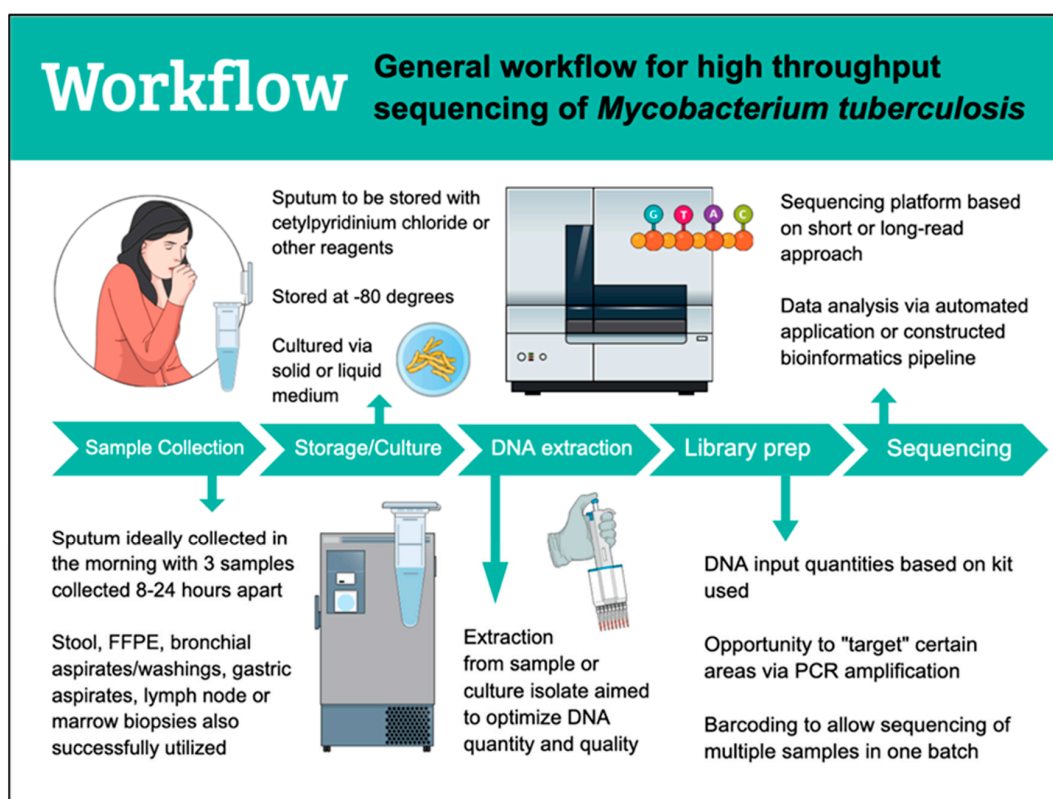 Workflow
General workflow for high throughput
sequencing of Mycobacterium tuberculosis
Sputum to be stored with
cetylpyridinium chloride or
other reagents
Stored at -80 degrees
Cultured via
solid or liquid
medium
G T A C
Sequencing platform based
on short or long-read
approach
Data analysis via automated
application or constructed
bioinformatics pipeline
Sample Collection
Storage/Culture
DNA extraction
Library prep
Sequencing
Sputum ideally collected in
the morning with 3 samples
collected 8-24 hours apart
Stool, FFPE, bronchial
aspirates/washings, gastric
aspirates, lymph node or
marrow biopsies also
successfully utilized
Extraction
from sample or
culture isolate aimed
to optimize DNA
quantity and quality
DNA input quantities based on kit
used
Opportunity to "target" certain
areas via PCR amplification
Barcoding to allow sequencing of
multiple samples in one batch